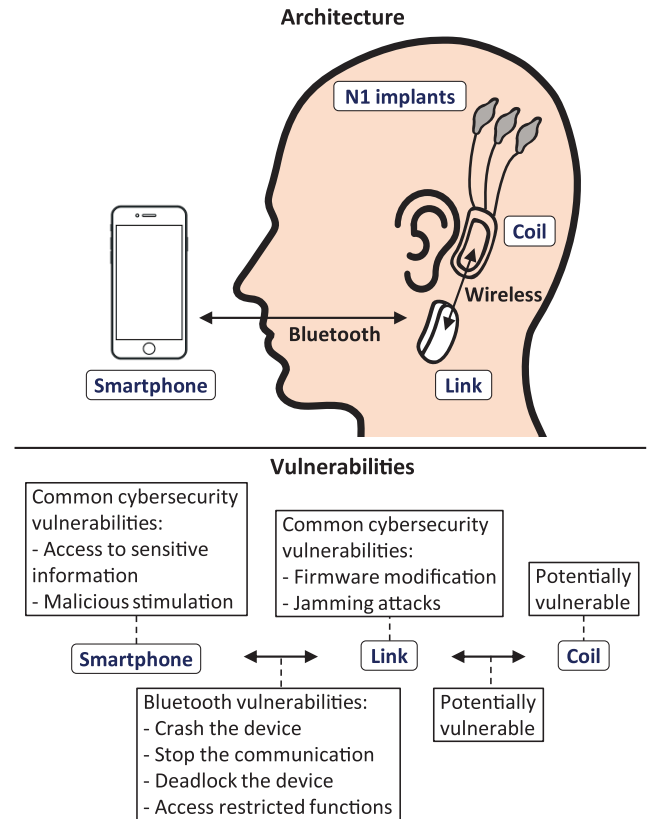 Architecture
N1 implants
Coil
Wireless
Bluetooth
Smartphone
Link
Vulnerabilities
Common cybersecurity
vulnerabilities:
- Access to sensitive
information
- Malicious stimulation
Common cybersecurity
vulnerabilities:
- Firmware modification
- Jamming attacks
Potentially
vulnerable
Smartphone
Link
Coil
Bluetooth vulnerabilities:
- Crash the device
- Stop the communication
- Deadlock the device
- Access restricted functions
Potentially
vulnerable